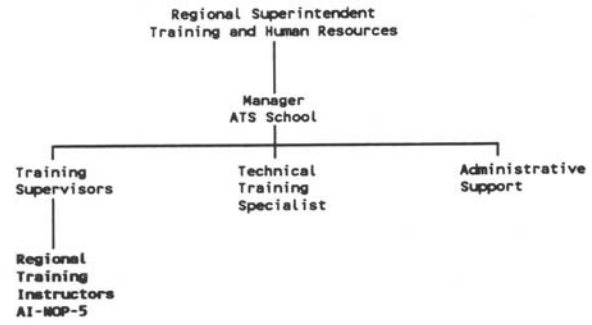 Regional Superintendent
Training and Human Resources
Manager
ATS School
Training
Supervisors
Technical
Training
Specialist
Administrative
Support
Regional
Training
Instructors
AI-NOP-5